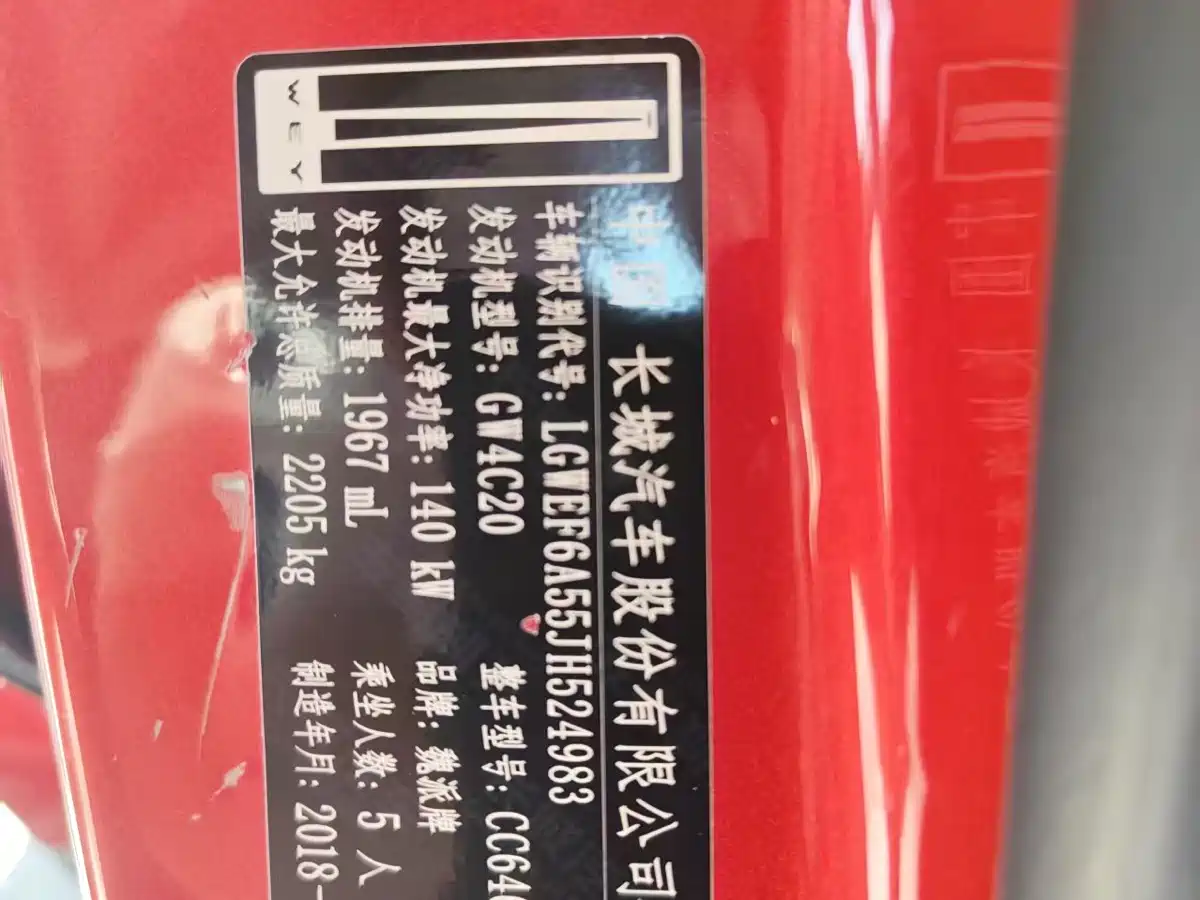 WEY
中国 长城汽车股份有限公司
车辆识别代号: LGWEF6A55JH524983
发动机型号: GW4C20 整车型号: CC646
发动机最大净功率: 140 kW 品牌: 魏派牌
发动机排量: 1967 mL 乘坐人数: 5 人
最大允许总质量: 2205 kg 制造年月: 2018-